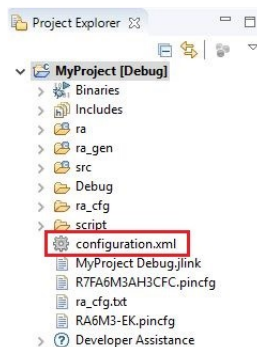 Project Explorer
MyProject [Debug]
Binaries
Includes
ra
ra_gen
src
Debug
ra_cfg
script
configuration.xml
MyProject Debug.jlink
R7FA6M3AH3CFC.pincfg
ra_cfg.txt
RA6M3-EK.pincfg
Developer Assistance